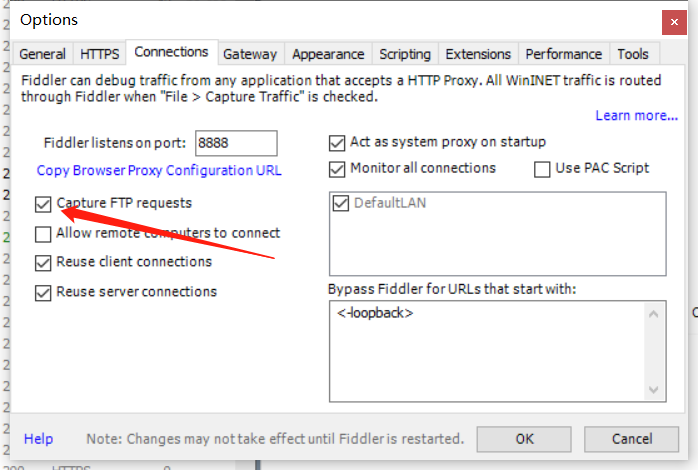 Options
General HTTPS Connections Gateway Appearance Scripting Extensions Performance Tools
Fiddler can debug traffic from any application that accepts a HTTP Proxy. All WinINET traffic is routed
through Fiddler when "File > Capture Traffic" is checked.
Learn more...
Fiddler listens on port: 8888
Copy Browser Proxy Configuration URL
Capture FTP requests
Allow remote computers to connect
Reuse client connections
Reuse server connections
Act as system proxy on startup
Monitor all connections
Use PAC Script
DefaultLAN
Bypass Fiddler for URLs that start with:
<-loopback>
Help
Note: Changes may not take effect until Fiddler is restarted.
OK
Cancel